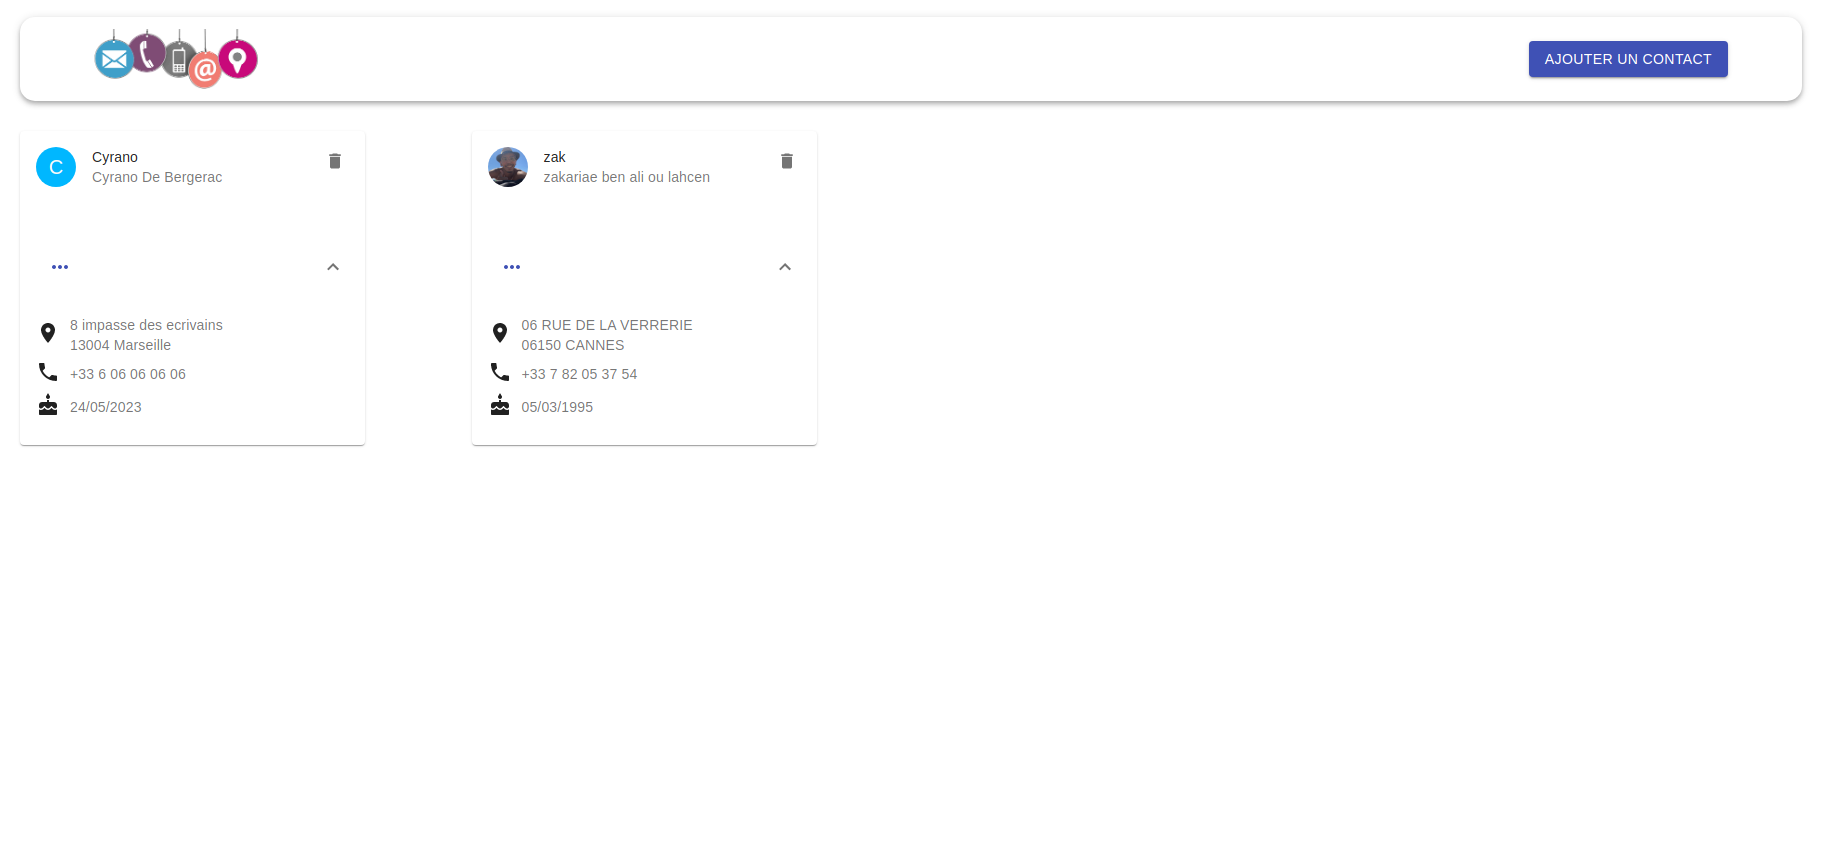 @
AJOUTER UN CONTACT
C
Cyrano
Cyrano De Bergerac
8 impasse des ecrivains
13004 Marseille
+33 6 06 06 06 06
24/05/2023
zak
zakariae ben ali ou lahcen
06 RUE DE LA VERRERIE
06150 CANNES
+33 7 82 05 37 54
05/03/1995